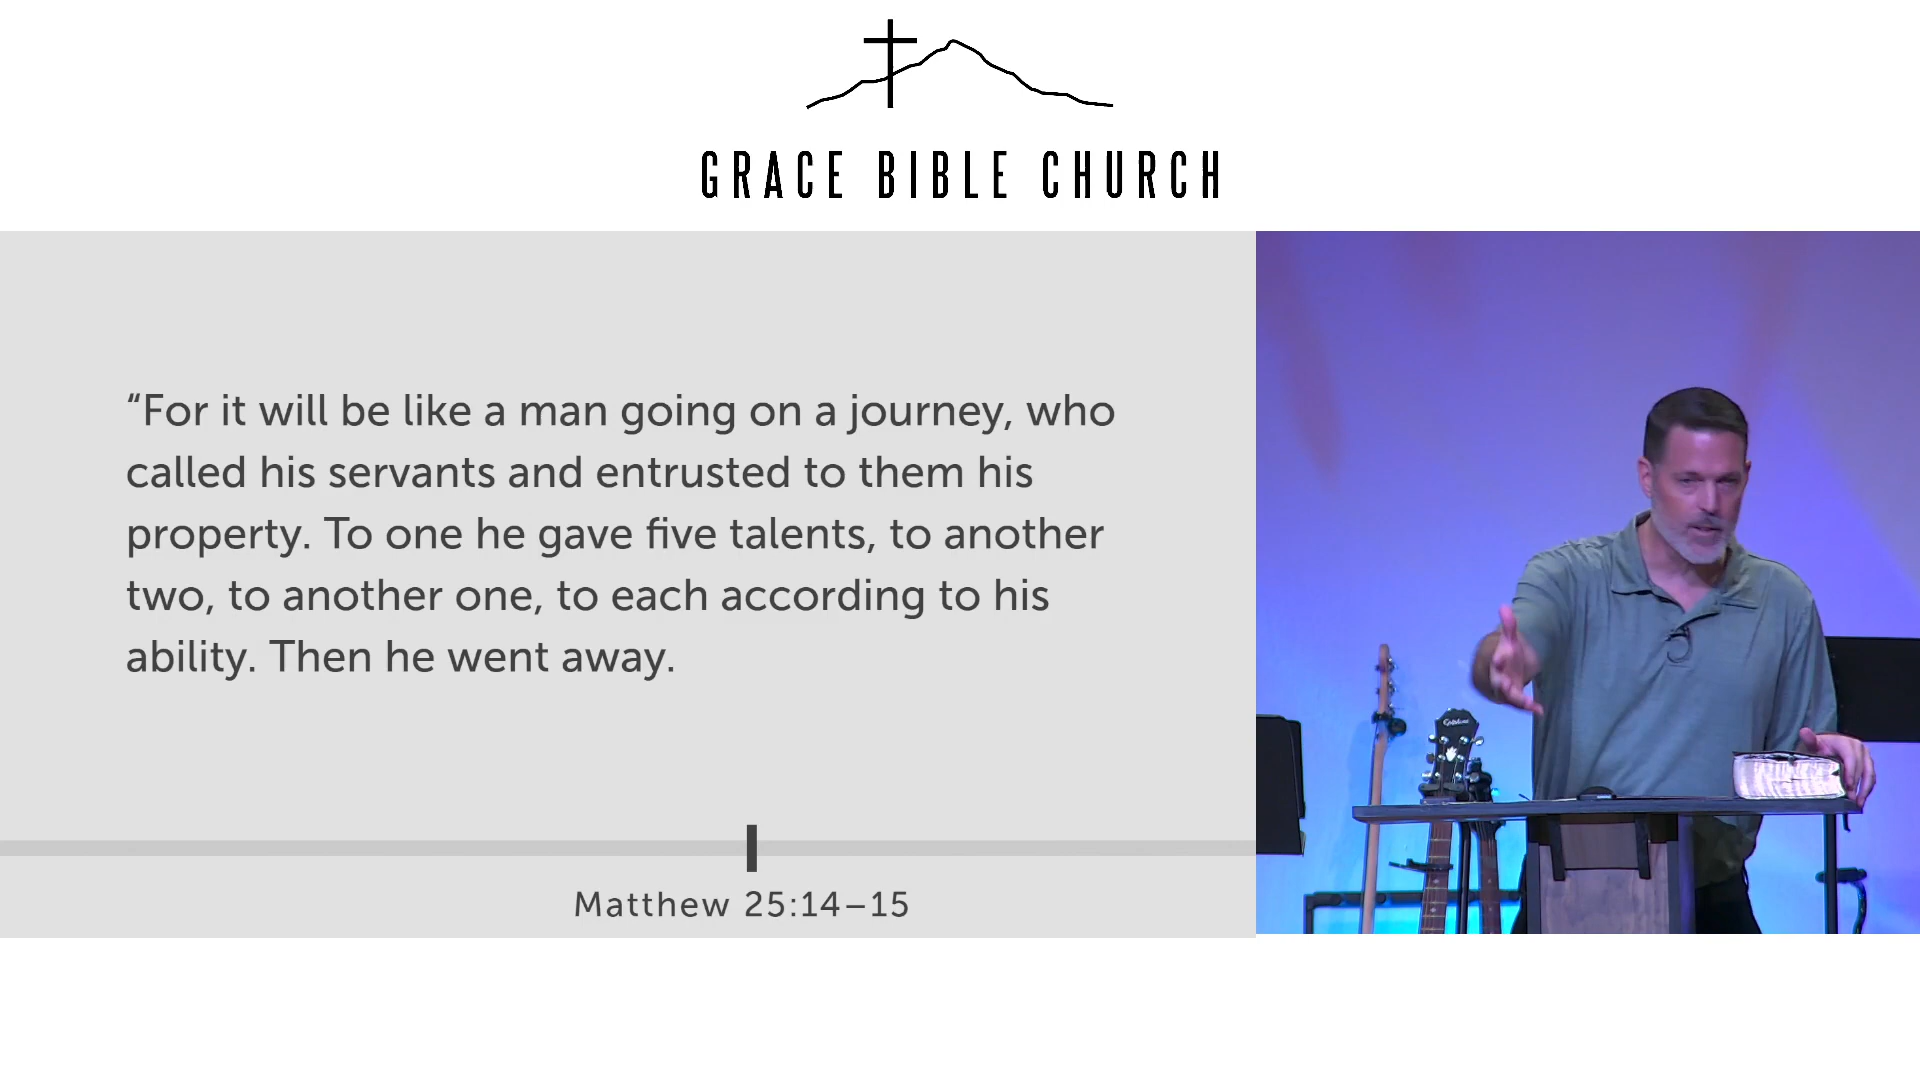 GRACE BIBLE CHURCH
“For it will be like a man going on a journey, who
called his servants and entrusted to them his
property. To one he gave five talents, to another
two, to another one, to each according to his
ability. Then he went away.
Matthew 25:14–15
Epiphone